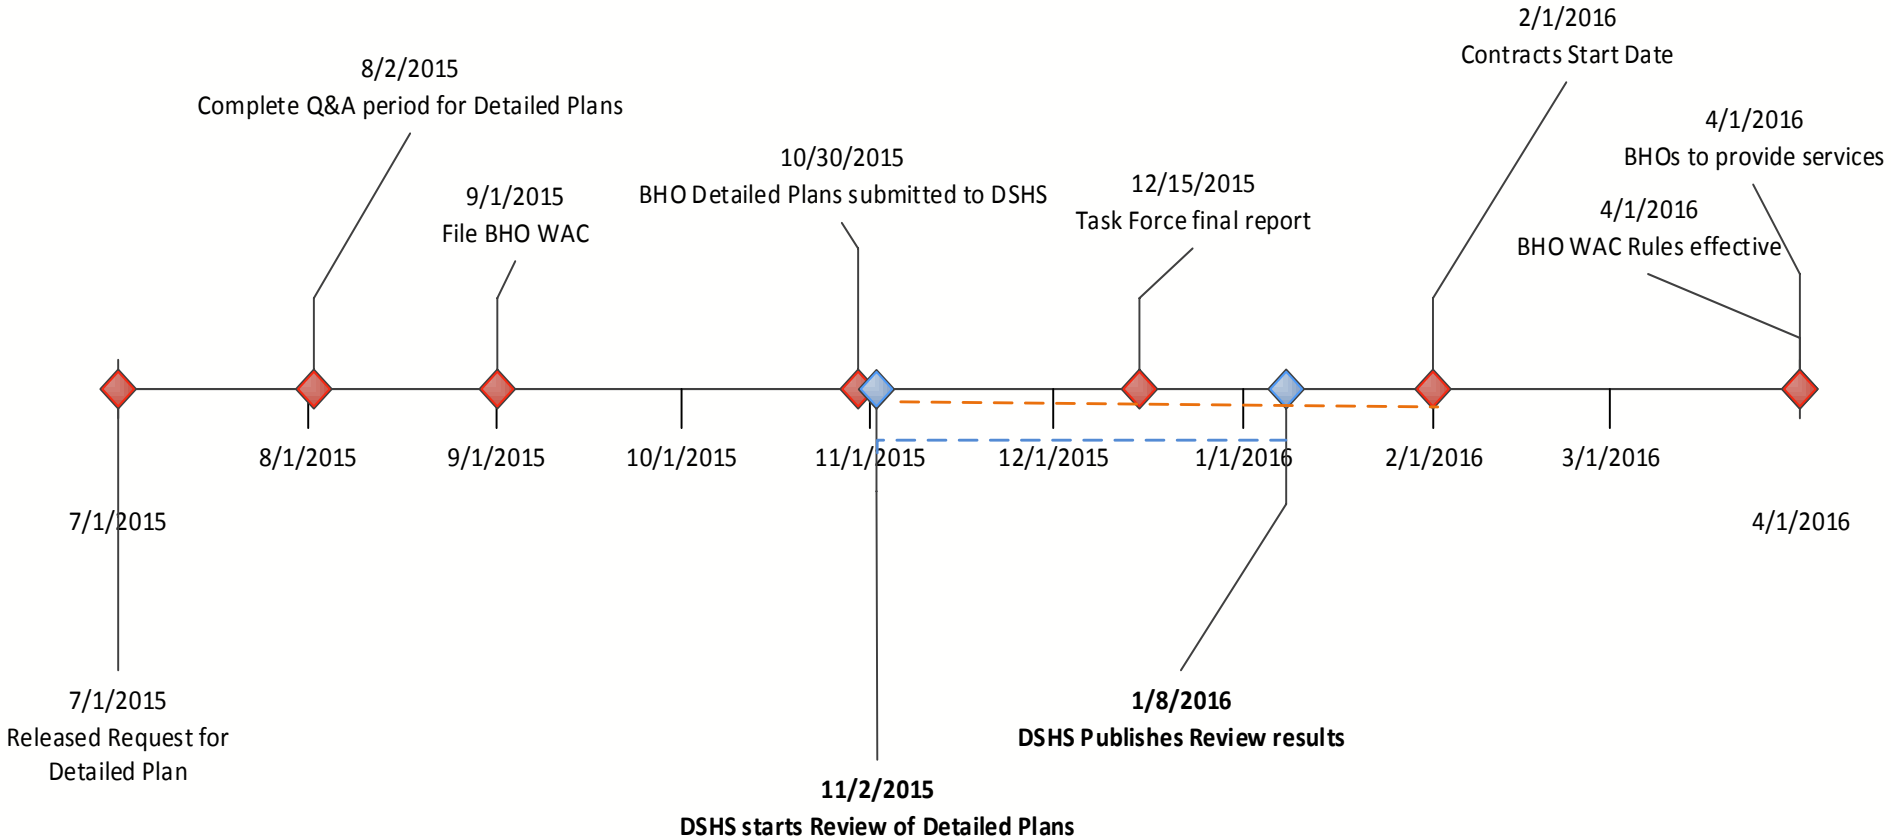 2/1/2016
Contracts Start Date
8/2/2015
Complete Q&A period for Detailed Plans
4/1/2016
BHOs to provide services
10/30/2015
BHO Detailed Plans submitted to DSHS
12/15/2015
Task Force final report
9/1/2015
File BHO WAC
4/1/2016
BHO WAC Rules effective
8/1/2015
9/1/2015
10/1/2015
11/1/2015
12/1/2015
1/1/2016
2/1/2016
3/1/2016
7/1/2015
4/1/2016
7/1/2015
Released Request for
Detailed Plan
1/8/2016
DSHS Publishes Review results
11/2/2015
DSHS starts Review of Detailed Plans